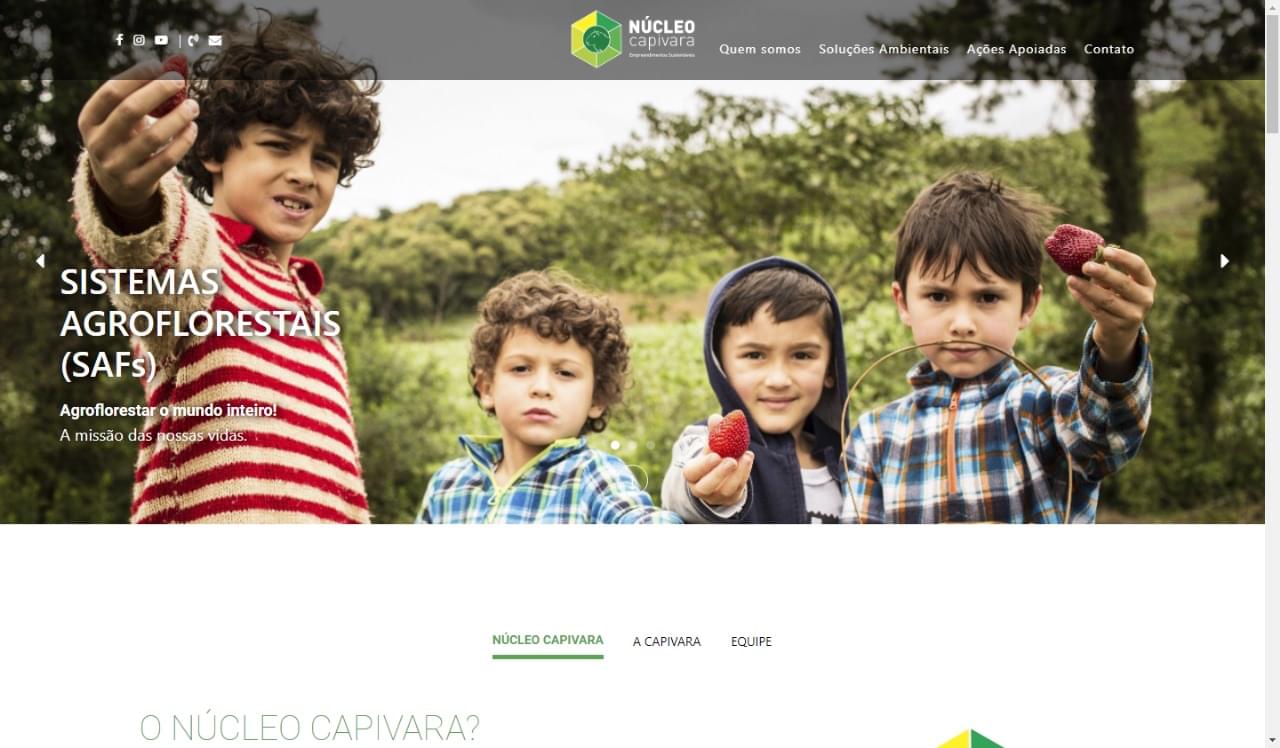 NÚCLEO
capivara
Empreendimentos Sustentáveis
Quem somos
Soluções Ambientais
Ações Apoiadas
Contato
SISTEMAS
AGROFLORESTAIS
(SAFs)
Agroflorestar o mundo inteiro!
A missão das nossas vidas.
NÚCLEO CAPIVARA
A CAPIVARA
EQUIPE
O NÚCLEO CAPIVARA?